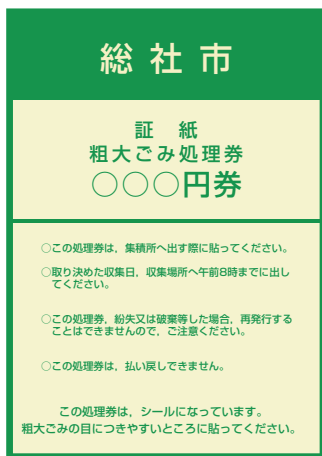 総社市
証 紙
粗大ごみ処理券
○○○円券
○この処理券は，集積所へ出す際に貼ってください。
○取り決めた収集日，収集場所へ午前8時までに出し
てください。
○この処理券，紛失又は破棄等した場合，再発行する
ことはできませんので，ご注意ください。
○この処理券は，払い戻しできません。
この処理券は，シールになっています。
粗大ごみの目につきやすいところに貼ってください。